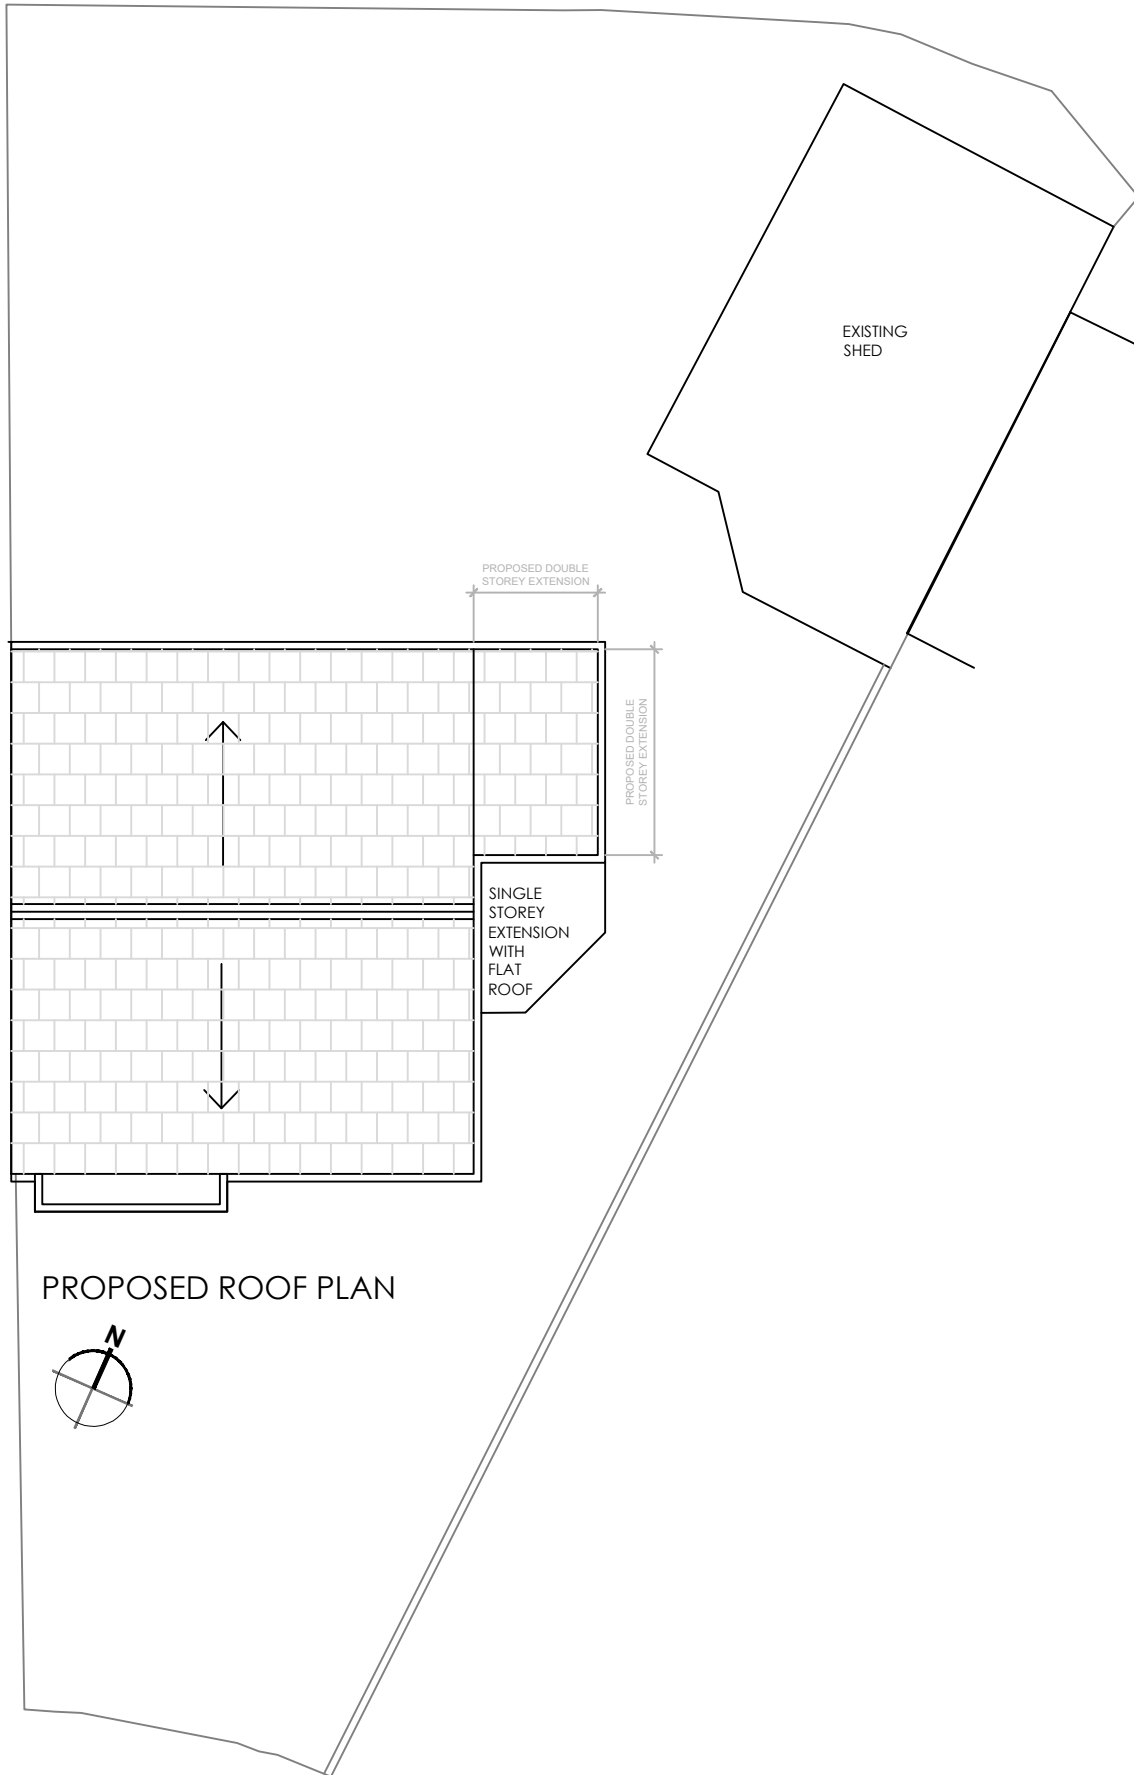 EXISTING
SHED
PROPOSED DOUBLE
STOREY EXTENSION
PROPOSED DOUBLE
STOREY EXTENSION
SINGLE
STOREY
EXTENSION
WITH
FLAT
ROOF
PROPOSED ROOF PLAN
N